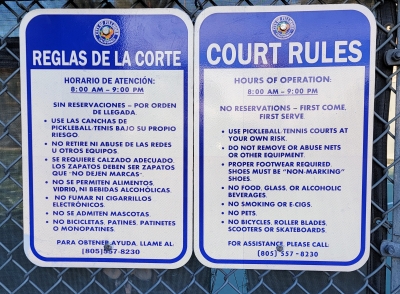 REGLAS DE LA CORTE
HORARIO DE ATENCIÓN:
8:00 AM – 9:00 PM
SIN RESERVACIONES – POR ORDEN
DE LLEGADA.
• USE LAS CANCHAS DE
PICKLEBALL-TENIS BAJO SU PROPIO
RIESGO.
• NO RETIRE NI ABUSE DE LAS REDES
U OTROS EQUIPOS.
• SE REQUIERE CALZADO ADECUADO.
LOS ZAPATOS DEBEN SER ZAPATOS
QUE "NO DEJEN MARCAS".
• NO SE PERMITEN ALIMENTOS,
VIDRIO, NI BEBIDAS ALCOHÓLICAS.
• NO FUMAR NI CIGARRILLOS
ELECTRÓNICOS.
• NO SE ADMITEN MASCOTAS.
• NO BICICLETAS, PATINES, PATINETES
O MONOPATINES.
PARA OBTENER AYUDA, LLAME AL
(805)557-8230
COURT RULES
HOURS OF OPERATION:
8:00 AM – 9:00 PM
NO RESERVATIONS – FIRST COME,
FIRST SERVE
• USE PICKLEBALL-TENNIS COURTS AT
YOUR OWN RISK.
• DO NOT REMOVE OR ABUSE NETS
OR OTHER EQUIPMENT.
• PROPER FOOTWEAR REQUIRED.
SHOES MUST BE "NON-MARKING"
SHOES.
• NO FOOD, GLASS, OR ALCOHOLIC
BEVERAGES.
• NO SMOKING OR E-CIGS.
• NO PETS.
• NO BICYCLES, ROLLER BLADES,
SCOOTERS OR SKATEBOARDS.
FOR ASSISTANCE, PLEASE CALL:
(805) 557 - 8230